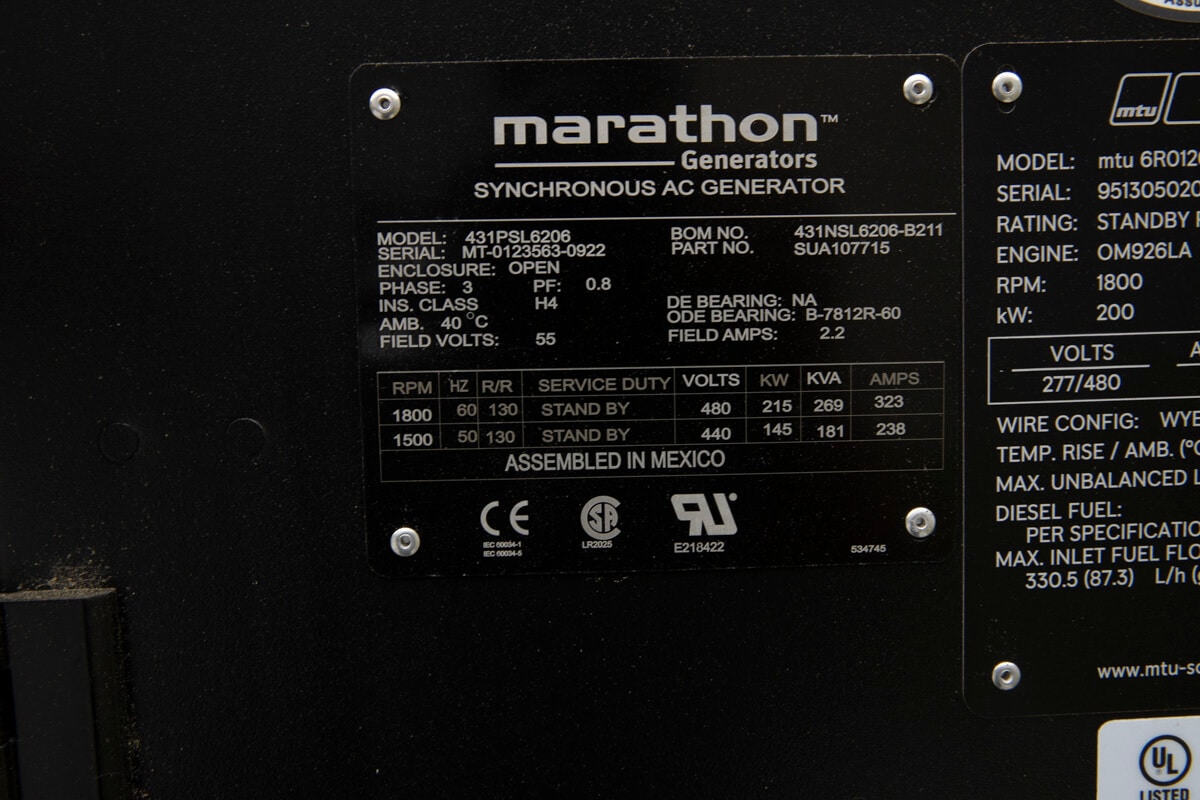 Assu
marathon™
Generators
SYNCHRONOUS AC GENERATOR
MODEL: 431PSL6206 BOM NO. 431NSL6206-B211
SERIAL: MT-0123563-0922 PART NO. SUA107715
ENCLOSURE: OPEN
PHASE: 3 PF: 0.8
INS. CLASS H4 DE BEARING: NA
AMB. 40 °C ODE BEARING: B-7812R-60
FIELD VOLTS: 55 FIELD AMPS: 2.2
RPM HZ R/R SERVICE DUTY VOLTS KW KVA AMPS
1800 60 130 STAND BY 480 215 269 323
1500 50 130 STAND BY 440 145 181 238
ASSEMBLED IN MEXICO
CE
IEC 60034-1
IEC 60034-5
SA
LR2025
RU
E218422
534745
mtu
MODEL: mtu 6R012
SERIAL: 951305020
RATING: STANDBY
ENGINE: OM926LA
RPM: 1800
kW: 200
VOLTS
277/480
WIRE CONFIG: WYE
TEMP. RISE / AMB. (°C
MAX. UNBALANCED L
DIESEL FUEL:
PER SPECIFICATIO
MAX. INLET FUEL FLO
330.5 (87.3) L/h (
www.mtu-so
UL
®
LISTED